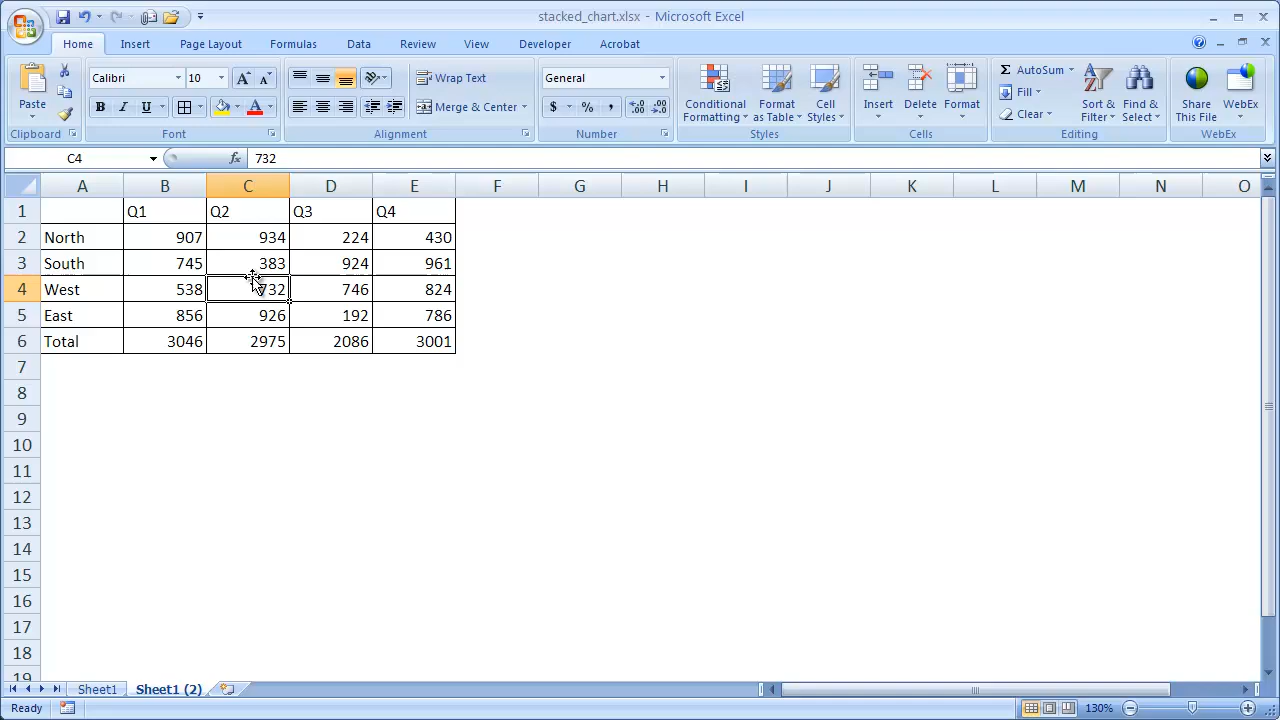 stacked_chart.xlsx - Microsoft Excel
Home Insert Page Layout Formulas Data Review View Developer Acrobat
Paste
Clipboard
Calibri 10
B I U
Font
Wrap Text
Merge & Center
Alignment
General
$ % ,
Number
Conditional Formatting
Format as Table
Cell Styles
Styles
Insert Delete Format
Cells
Σ AutoSum
Fill
Clear
Sort & Filter
Find & Select
Editing
Share This File
WebEx
WebEx
C4 fx 732
A B C D E F G H I J K L M N O
1 Q1 Q2 Q3 Q4
2 North 907 934 224 430
3 South 745 383 924 961
4 West 538 732 746 824
5 East 856 926 192 786
6 Total 3046 2975 2086 3001
7
8
9
10
11
12
13
14
15
16
17
18
19
Sheet1 Sheet1 (2)
Ready 130%